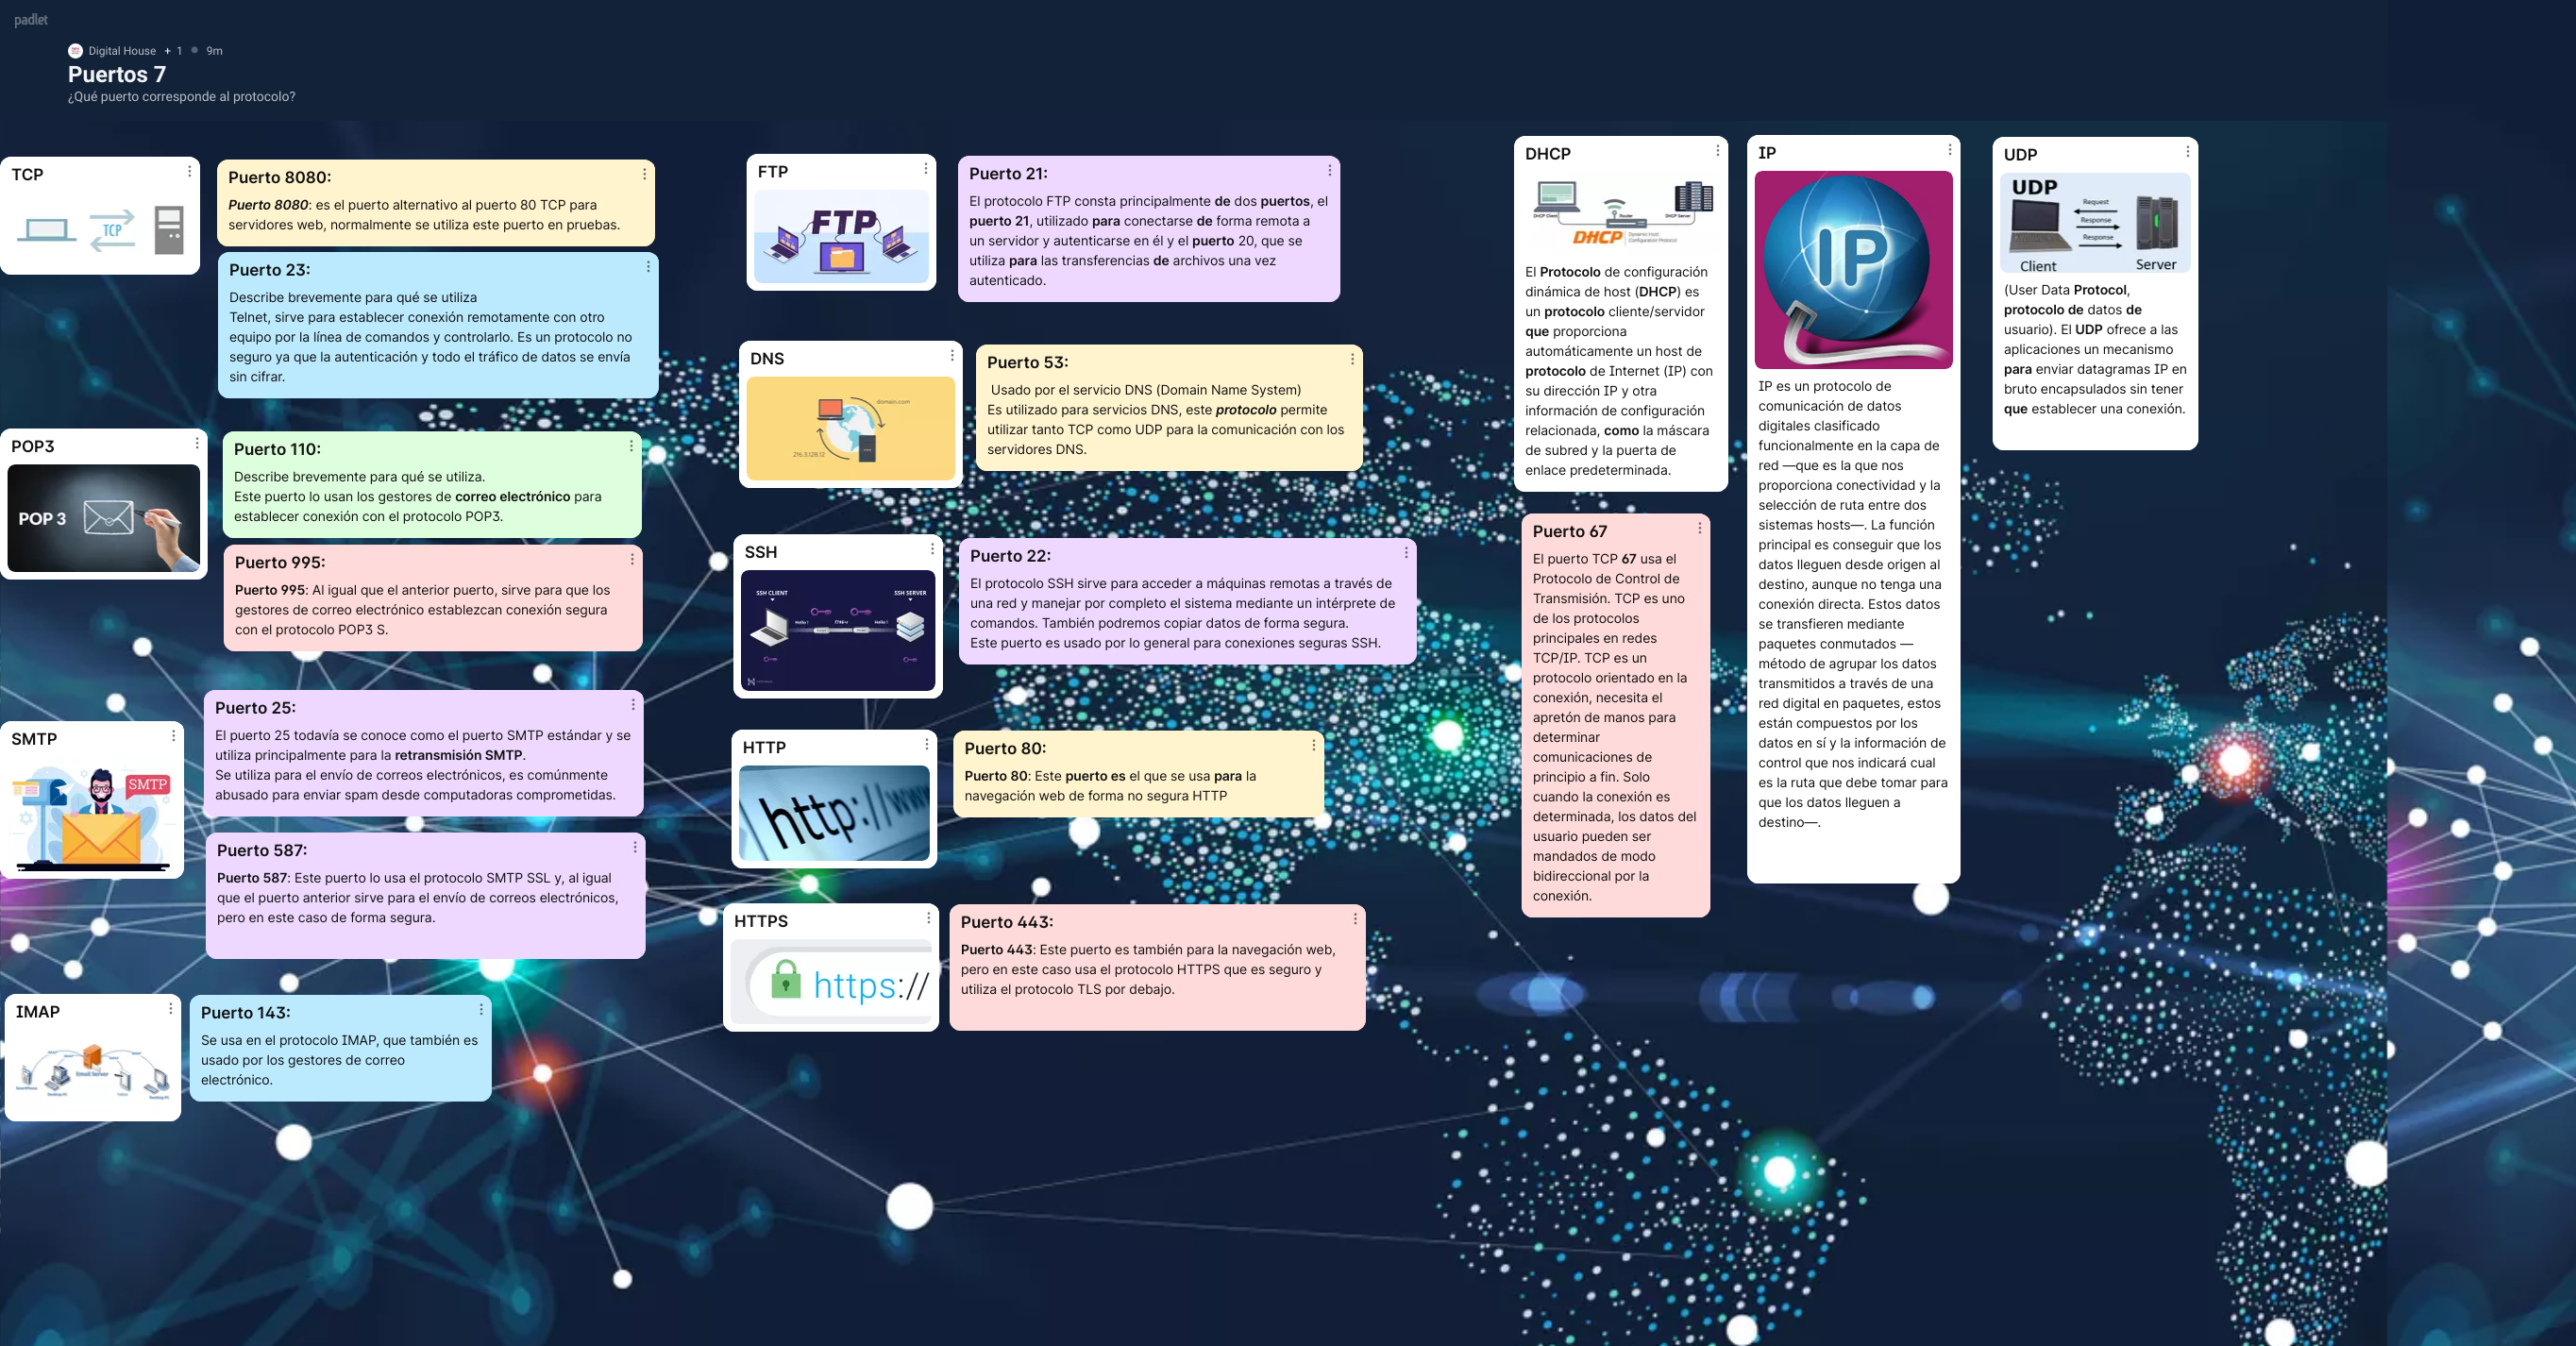 padlet
Digital House + 1 9m
Puertos 7
¿Qué puerto corresponde al protocolo?
TCP
TCP
Puerto 8080:
Puerto 8080: es el puerto alternativo al puerto 80 TCP para
servidores web, normalmente se utiliza este puerto en pruebas.
Puerto 23:
Describe brevemente para qué se utiliza
Telnet, sirve para establecer conexión remotamente con otro
equipo por la línea de comandos y controlarlo. Es un protocolo no
seguro ya que la autenticación y todo el tráfico de datos se envía
sin cifrar.
POP3
POP 3
Puerto 110:
Describe brevemente para qué se utiliza.
Este puerto lo usan los gestores de correo electrónico para
establecer conexión con el protocolo POP3.
Puerto 995:
Puerto 995: Al igual que el anterior puerto, sirve para que los
gestores de correo electrónico establezcan conexión segura
con el protocolo POP3 S.
SMTP
SMTP
Puerto 25:
El puerto 25 todavía se conoce como el puerto SMTP estándar y se
utiliza principalmente para la retransmisión SMTP.
Se utiliza para el envío de correos electrónicos, es comúnmente
abusado para enviar spam desde computadoras comprometidas.
Puerto 587:
Puerto 587: Este puerto lo usa el protocolo SMTP SSL y, al igual
que el puerto anterior sirve para el envío de correos electrónicos,
pero en este caso de forma segura.
IMAP
Email Server
Puerto 143:
Se usa en el protocolo IMAP, que también es
usado por los gestores de correo
electrónico.
FTP
FTP
Puerto 21:
El protocolo FTP consta principalmente de dos puertos, el
puerto 21, utilizado para conectarse de forma remota a
un servidor y autenticarse en él y el puerto 20, que se
utiliza para las transferencias de archivos una vez
autenticado.
DNS
domain.com
216.3.128.12
Puerto 53:
Usado por el servicio DNS (Domain Name System)
Es utilizado para servicios DNS, este protocolo permite
utilizar tanto TCP como UDP para la comunicación con los
servidores DNS.
SSH
SSH CLIENT
SSH SERVER
Puerto 22:
El protocolo SSH sirve para acceder a máquinas remotas a través de
una red y manejar por completo el sistema mediante un intérprete de
comandos. También podremos copiar datos de forma segura.
Este puerto es usado por lo general para conexiones seguras SSH.
HTTP
http://www
Puerto 80:
Puerto 80: Este puerto es el que se usa para la
navegación web de forma no segura HTTP
HTTPS
https://
Puerto 443:
Puerto 443: Este puerto es también para la navegación web,
pero en este caso usa el protocolo HTTPS que es seguro y
utiliza el protocolo TLS por debajo.
DHCP
DHCP Client
Router
DHCP Server
DHCP Dynamic Host
Configuration Protocol
El Protocolo de configuración
dinámica de host (DHCP) es
un protocolo cliente/servidor
que proporciona
automáticamente un host de
protocolo de Internet (IP) con
su dirección IP y otra
información de configuración
relacionada, como la máscara
de subred y la puerta de
enlace predeterminada.
Puerto 67
El puerto TCP 67 usa el
Protocolo de Control de
Transmisión. TCP es uno
de los protocolos
principales en redes
TCP/IP. TCP es un
protocolo orientado en la
conexión, necesita el
apretón de manos para
determinar
comunicaciones de
principio a fin. Solo
cuando la conexión es
determinada, los datos del
usuario pueden ser
mandados de modo
bidireccional por la
conexión.
IP
IP
IP es un protocolo de
comunicación de datos
digitales clasificado
funcionalmente en la capa de
red —que es la que nos
proporciona conectividad y la
selección de ruta entre dos
sistemas hosts—. La función
principal es conseguir que los
datos lleguen desde origen al
destino, aunque no tenga una
conexión directa. Estos datos
se transfieren mediante
paquetes conmutados —
método de agrupar los datos
transmitidos a través de una
red digital en paquetes, estos
están compuestos por los
datos en sí y la información de
control que nos indicará cual
es la ruta que debe tomar para
que los datos lleguen a
destino—.
UDP
UDP
Request
Response
Response
Client
Server
(User Data Protocol,
protocolo de datos de
usuario). El UDP ofrece a las
aplicaciones un mecanismo
para enviar datagramas IP en
bruto encapsulados sin tener
que establecer una conexión.